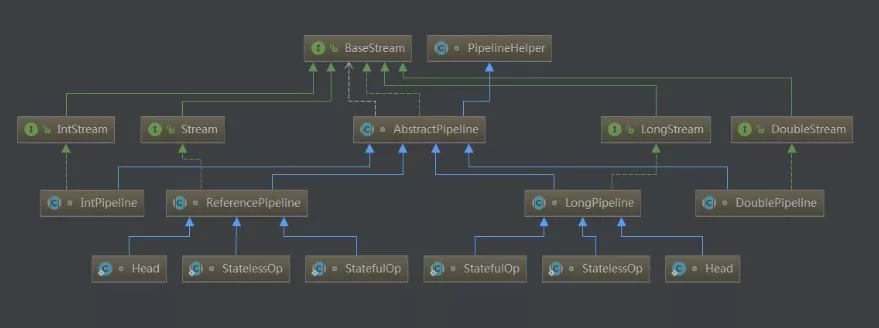 I BaseStream
C PipelineHelper
I IntStream
I Stream
C AbstractPipeline
I LongStream
I DoubleStream
C IntPipeline
C ReferencePipeline
C LongPipeline
C DoublePipeline
C Head
C StatelessOp
C StatefulOp
C StatefulOp
C StatelessOp
C Head